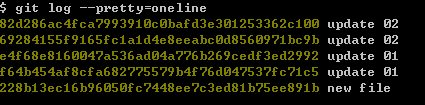 $ git log --pretty=oneline
82d286ac4fca7993910c0bafd3e301253362c100 update 02
69284155f9165fc1a1d4e8eeabc0d8560971bc9b update 02
e4f68e8160047a536ad04a776b269cedf3ed2992 update 01
f64b454af8cfa682775579b4f76d047537fc71c5 update 01
228b13ec16b96050fc7448ee7c3ed81b75ee891b new file